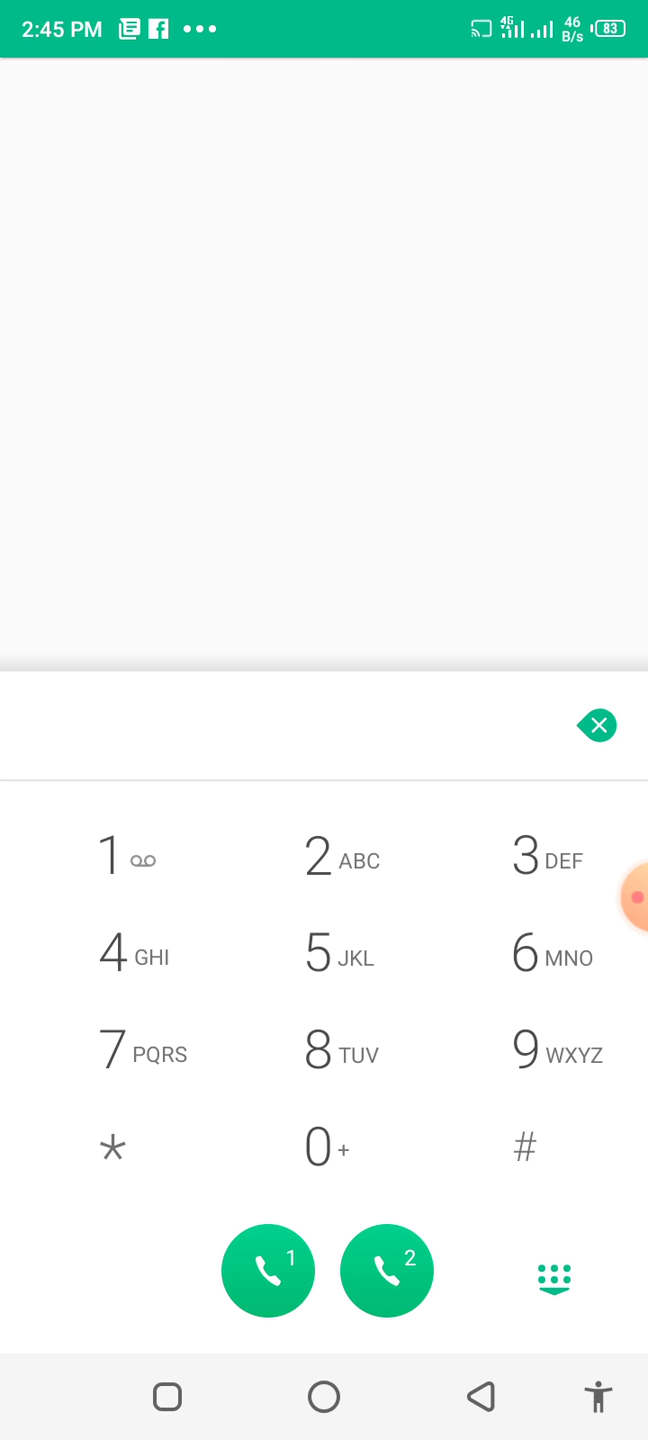 2:45 PM 4G 46 B/s 83
1 2 ABC 3 DEF
4 GHI 5 JKL 6 MNO
7 PQRS 8 TUV 9 WXYZ
* 0 + #
1 2